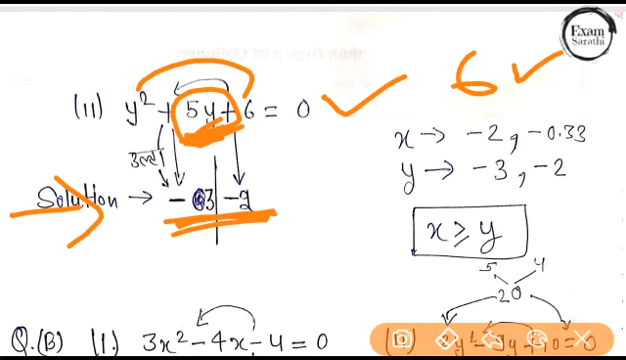 Exam
Sarathi
6
(II) y² + 5y + 6 = 0
x → -2, -0.33
उल्टा
y → -3, -2
Solution → -3 -2
x ≥ y
5 4
20
Q.(B) (I.) 3x² - 4x - 4 = 0